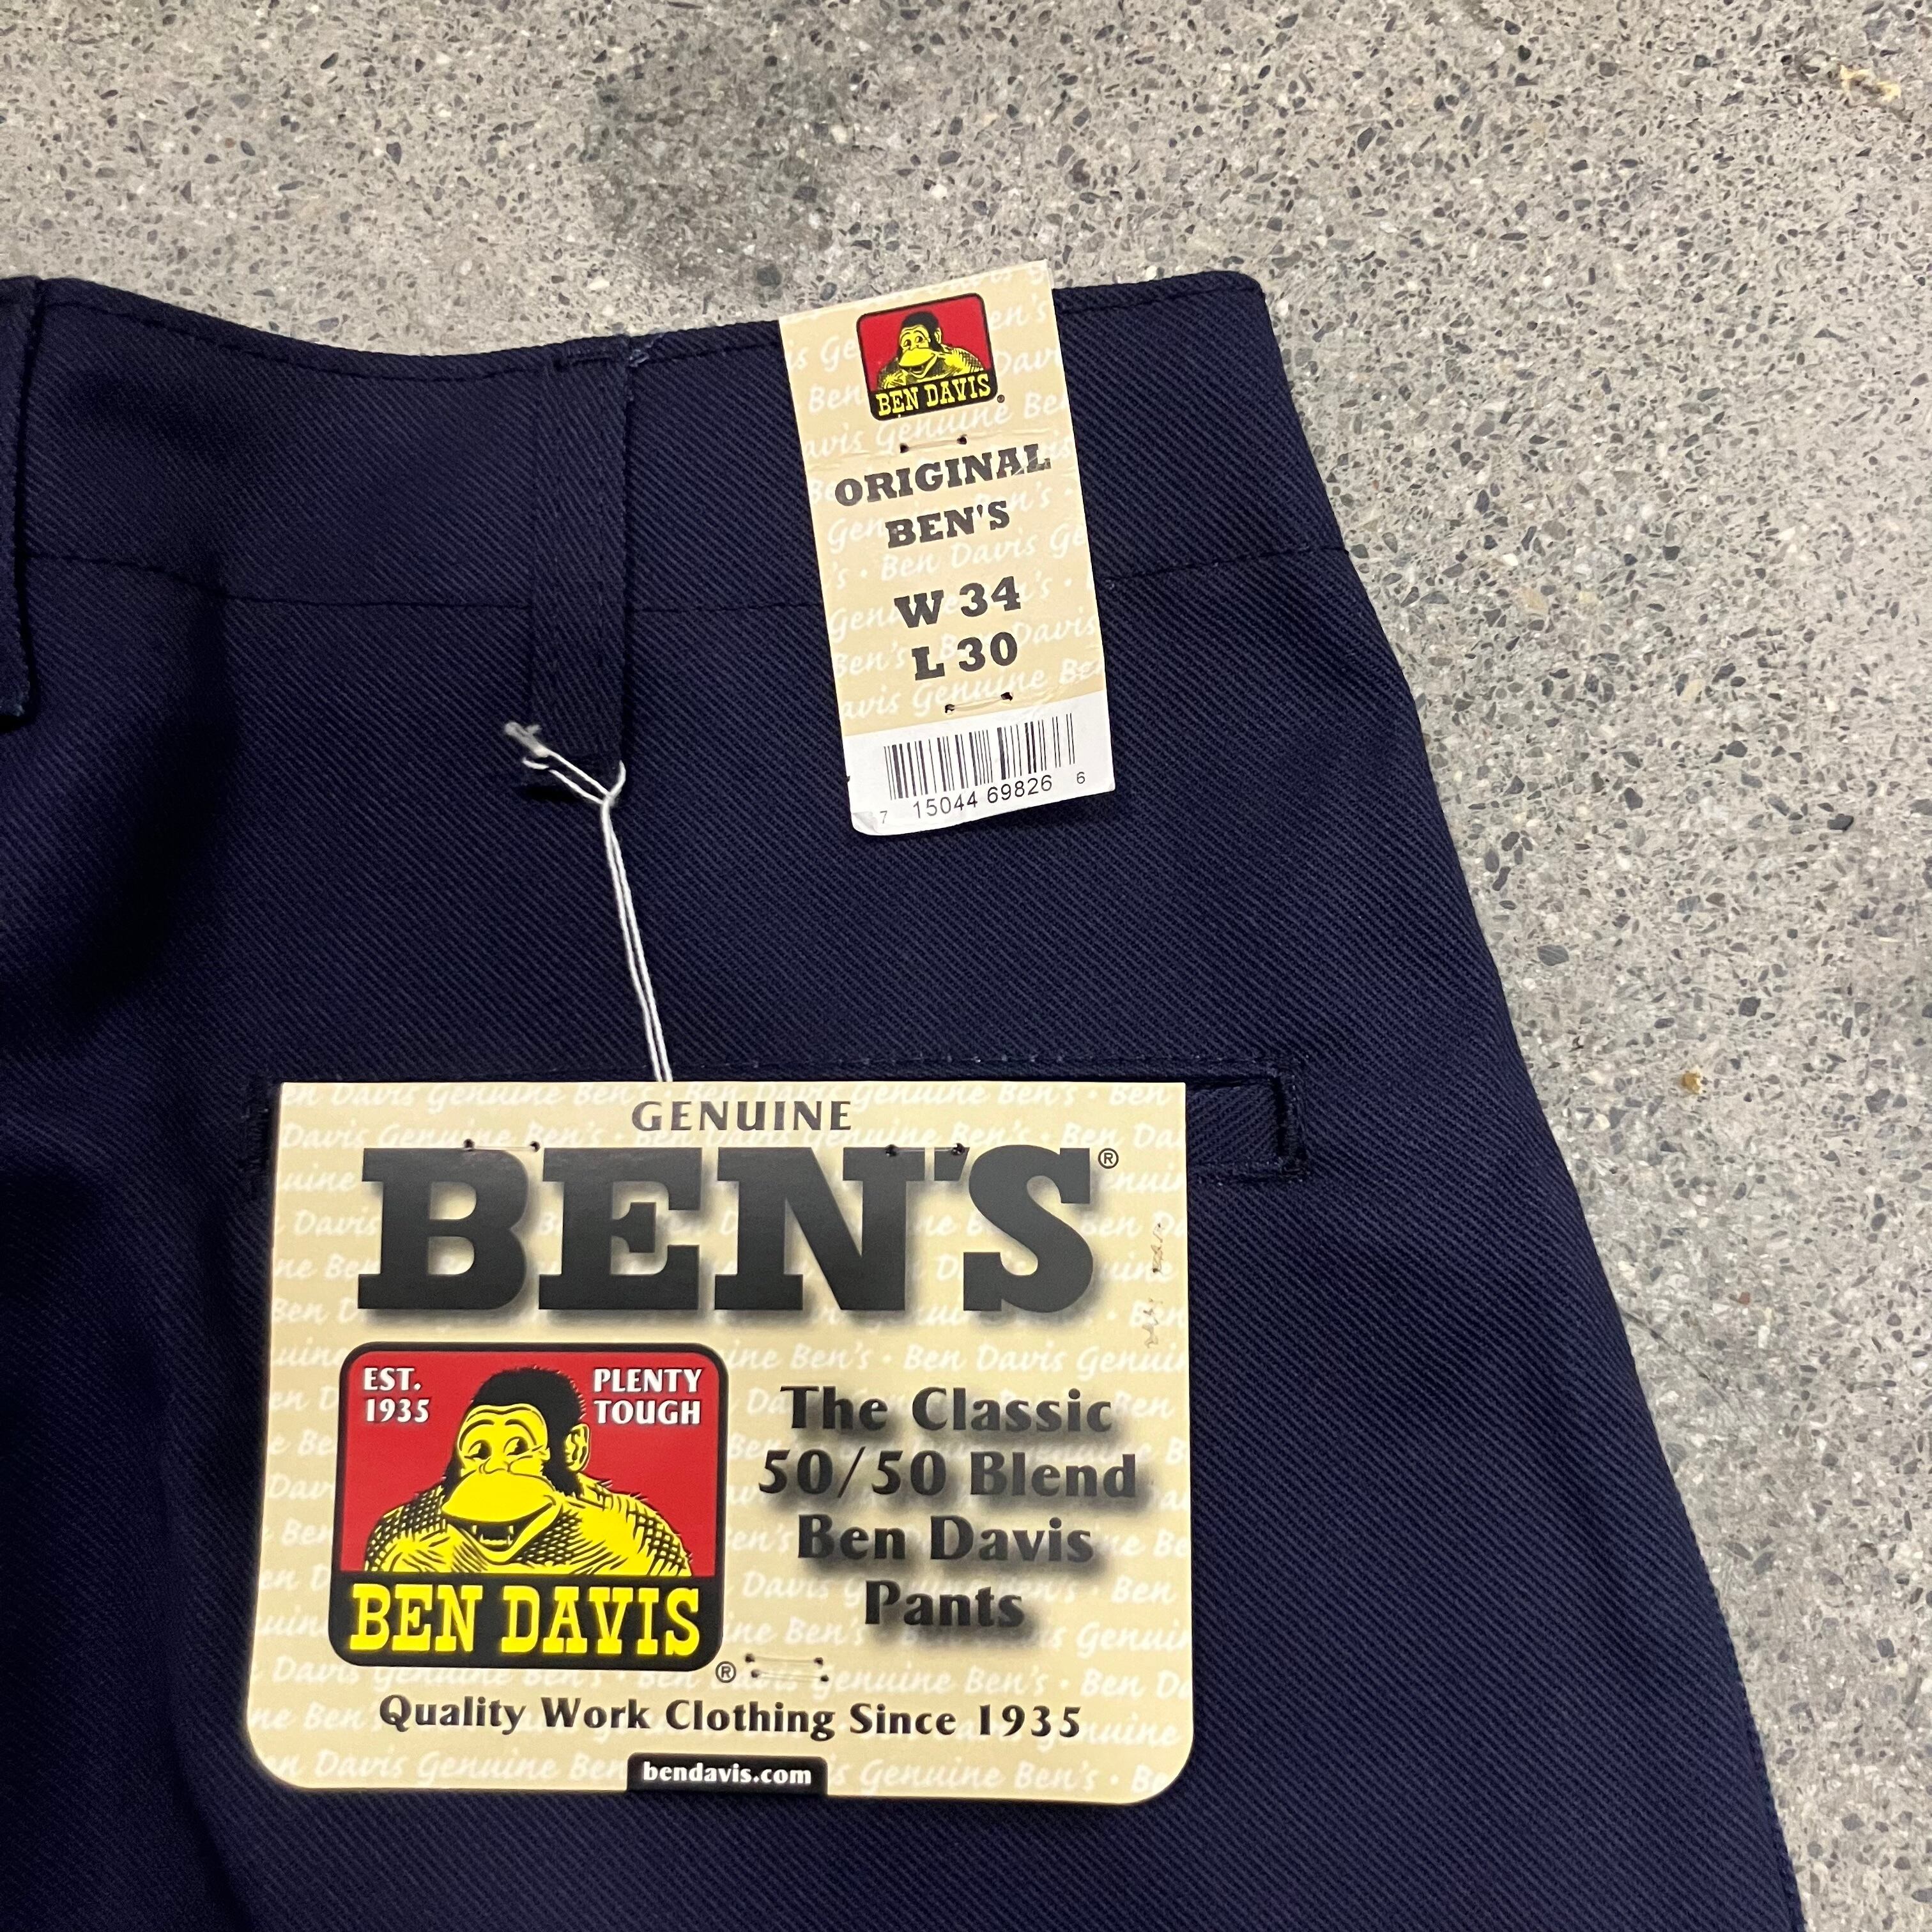 BEN DAVIS
ORIGINAL
BEN'S
W 34
L 30
7 15044 69826 6
GENUINE
BEN'S®
EST.
1935
PLENTY
TOUGH
BEN DAVIS
®
The Classic
50/50 Blend
Ben Davis
Pants
Quality Work Clothing Since 1935
bendavis.com